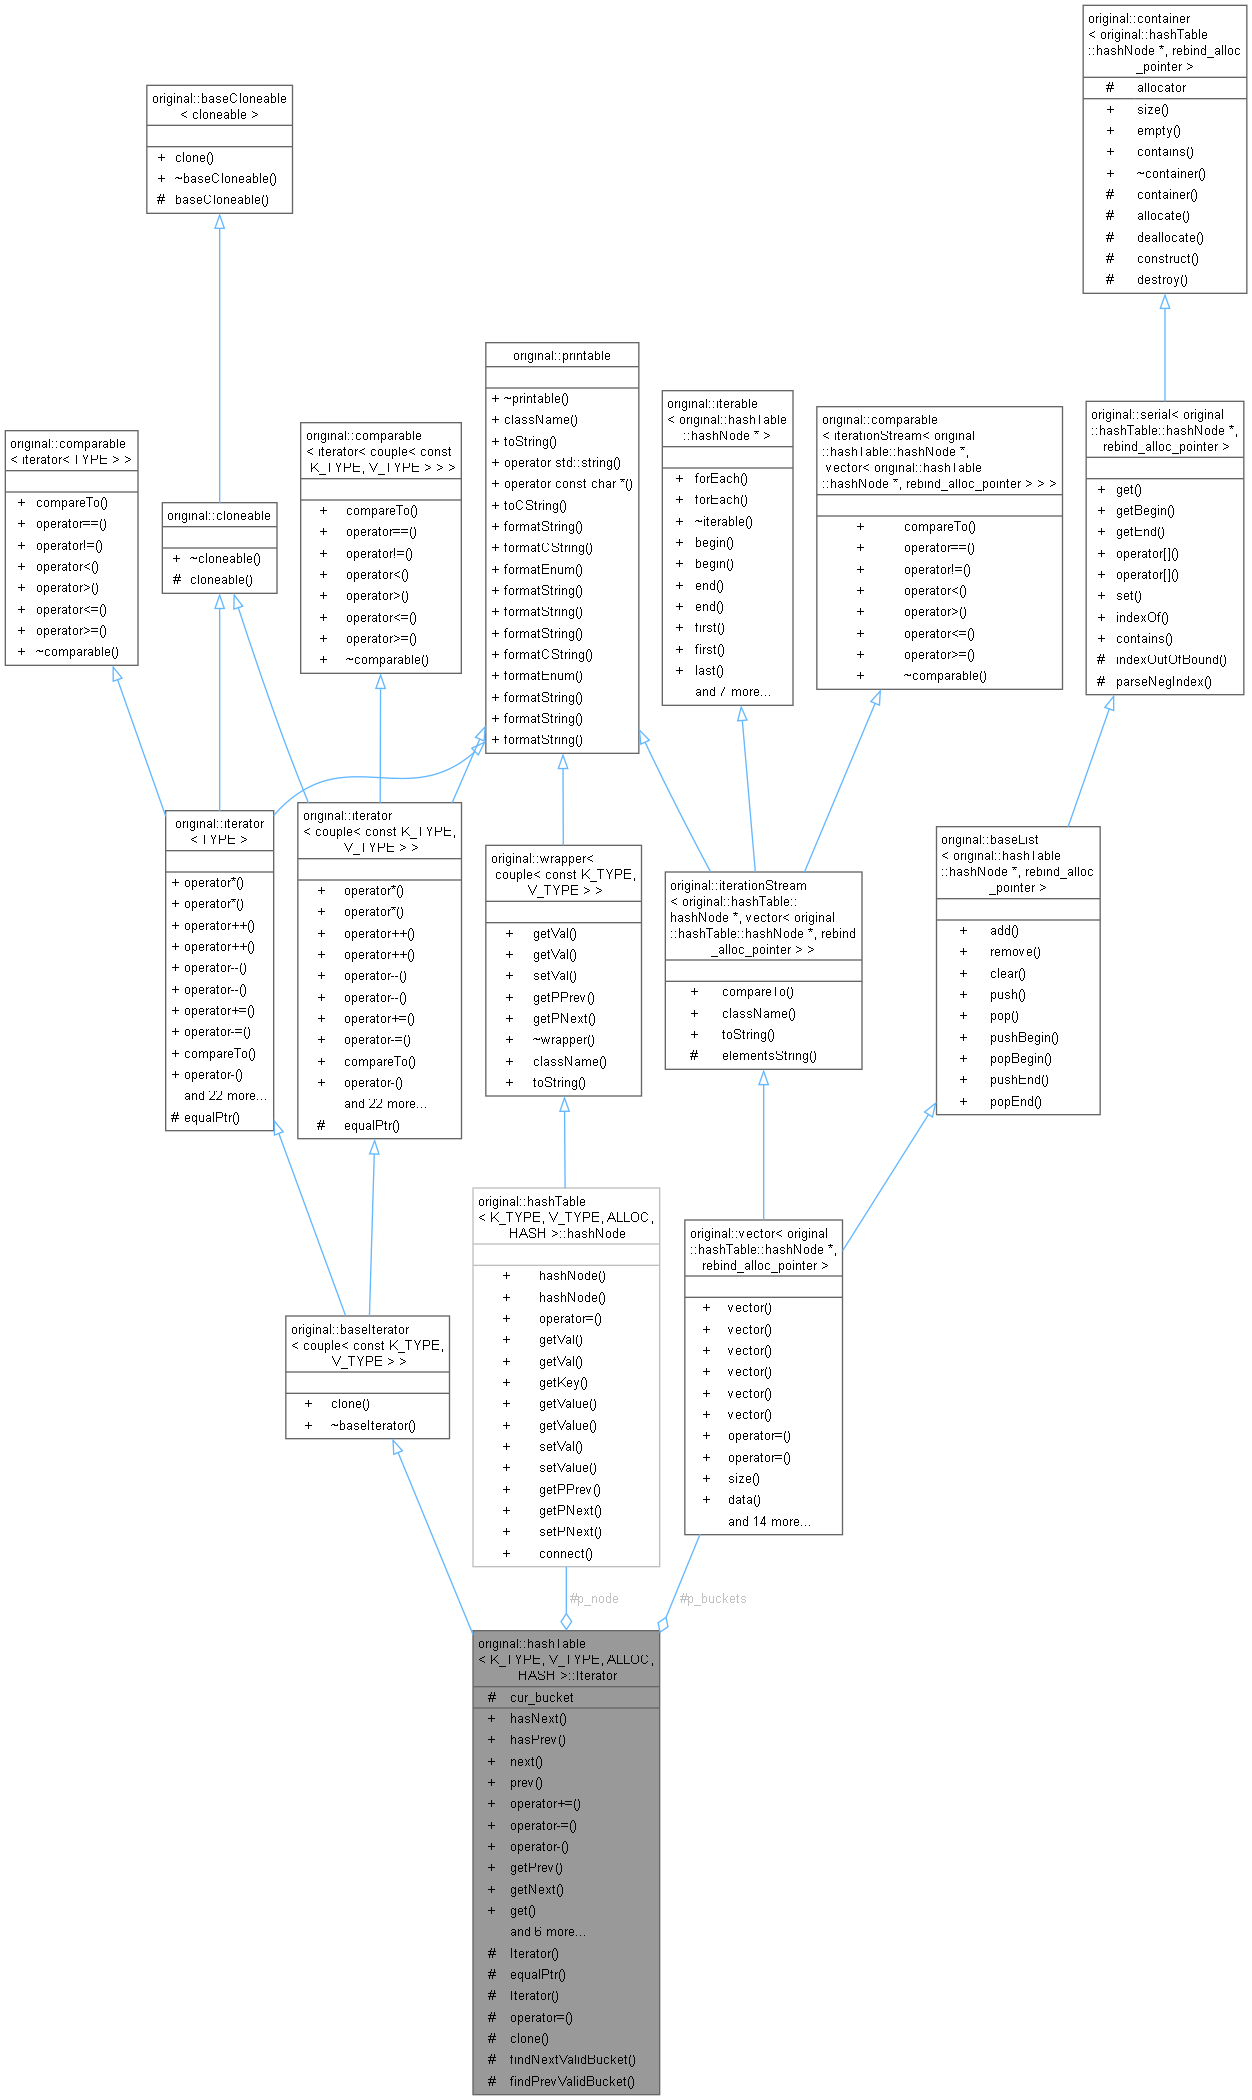 original::container
< original::hashTable
::hashNode *, rebind_alloc
_pointer >
# allocator
+ size()
+ empty()
+ contains()
+ ~container()
# container()
# allocate()
# deallocate()
# construct()
# destroy()
original::baseCloneable
< cloneable >
+ clone()
+ ~baseCloneable()
# baseCloneable()
original::printable
+ ~printable()
+ className()
+ toString()
+ operator std::string()
+ operator const char *()
+ toCString()
+ formatString()
+ formatCString()
+ formatEnum()
+ formatString()
+ formatString()
+ formatString()
+ formatCString()
+ formatEnum()
+ formatString()
+ formatString()
+ formatString()
original::iterable
< original::hashTable
::hashNode * >
+ forEach()
+ forEach()
+ ~iterable()
+ begin()
+ begin()
+ end()
+ end()
+ first()
+ first()
+ last()
and 7 more...
original::comparable
< iterationStream< original
::hashTable::hashNode *,
vector< original::hashTable
::hashNode *, rebind_alloc_pointer > > >
+ compareTo()
+ operator==()
+ operator!=()
+ operator<()
+ operator>()
+ operator<=()
+ operator>=()
+ ~comparable()
original::serial< original
::hashTable::hashNode *,
rebind_alloc_pointer >
+ get()
+ getBegin()
+ getEnd()
+ operator[]()
+ operator[]()
+ set()
+ indexOf()
+ contains()
# indexOutOfBound()
# parseNegIndex()
original::comparable
< iterator< TYPE > >
+ compareTo()
+ operator==()
+ operator!=()
+ operator<()
+ operator>()
+ operator<=()
+ operator>=()
+ ~comparable()
original::cloneable
+ ~cloneable()
# cloneable()
original::comparable
< iterator< couple< const
K_TYPE, V_TYPE > > >
+ compareTo()
+ operator==()
+ operator!=()
+ operator<()
+ operator>()
+ operator<=()
+ operator>=()
+ ~comparable()
original::iterator
< TYPE >
+ operator*()
+ operator*()
+ operator++()
+ operator++()
+ operator--()
+ operator--()
+ operator+=()
+ operator-=()
+ compareTo()
+ operator-()
and 22 more...
# equalPtr()
original::iterator
< couple< const K_TYPE,
V_TYPE > >
+ operator*()
+ operator*()
+ operator++()
+ operator++()
+ operator--()
+ operator--()
+ operator+=()
+ operator-=()
+ compareTo()
+ operator-()
and 22 more...
# equalPtr()
original::wrapper<
couple< const K_TYPE,
V_TYPE > >
+ getVal()
+ getVal()
+ setVal()
+ getPPrev()
+ getPNext()
+ ~wrapper()
+ className()
+ toString()
original::iterationStream
< original::hashTable::
hashNode *, vector< original
::hashTable::hashNode *, rebind
_alloc_pointer > >
+ compareTo()
+ className()
+ toString()
# elementsString()
original::baseList
< original::hashTable
::hashNode *, rebind_alloc
_pointer >
+ add()
+ remove()
+ clear()
+ push()
+ pop()
+ pushBegin()
+ popBegin()
+ pushEnd()
+ popEnd()
original::baseIterator
< couple< const K_TYPE,
V_TYPE > >
+ clone()
+ ~baseIterator()
original::hashTable
< K_TYPE, V_TYPE, ALLOC,
HASH >::hashNode
+ hashNode()
+ hashNode()
+ operator=()
+ getVal()
+ getVal()
+ getKey()
+ getValue()
+ getValue()
+ setVal()
+ setValue()
+ getPPrev()
+ getPNext()
+ setPNext()
+ connect()
original::vector< original
::hashTable::hashNode *,
rebind_alloc_pointer >
+ vector()
+ vector()
+ vector()
+ vector()
+ vector()
+ vector()
+ operator=()
+ operator=()
+ size()
+ data()
and 14 more...
#p_node
#p_buckets
original::hashTable
< K_TYPE, V_TYPE, ALLOC,
HASH >::Iterator
# cur_bucket
+ hasNext()
+ hasPrev()
+ next()
+ prev()
+ operator+=()
+ operator-=()
+ operator-()
+ getPrev()
+ getNext()
+ get()
and 6 more...
# Iterator()
# equalPtr()
# Iterator()
# operator=()
# clone()
# findNextValidBucket()
# findPrevValidBucket()